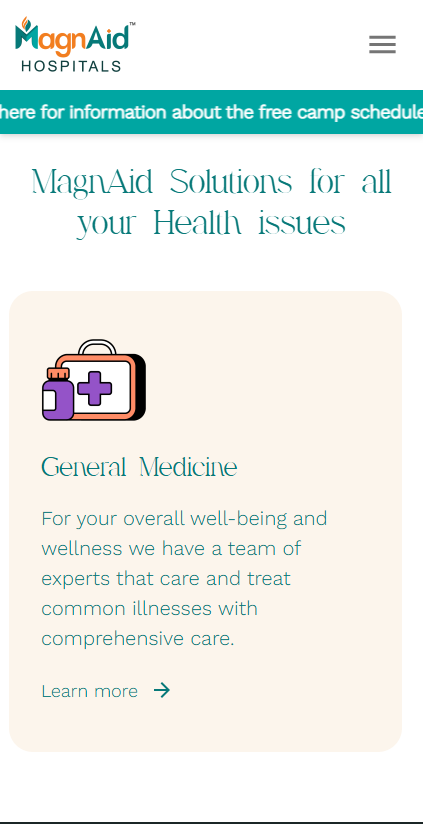 MagnAid™
HOSPITALS
here for information about the free camp schedule
MagnAid Solutions for all
your Health issues
General Medicine
For your overall well-being and
wellness we have a team of
experts that care and treat
common illnesses with
comprehensive care.
Learn more